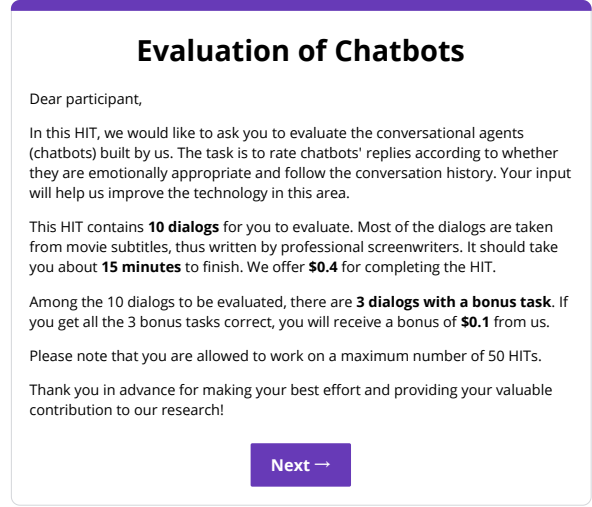 Evaluation of Chatbots
Dear participant,
In this HIT, we would like to ask you to evaluate the conversational agents
(chatbots) built by us. The task is to rate chatbots' replies according to whether
they are emotionally appropriate and follow the conversation history. Your input
will help us improve the technology in this area.
This HIT contains 10 dialogs for you to evaluate. Most of the dialogs are taken
from movie subtitles, thus written by professional screenwriters. It should take
you about 15 minutes to finish. We offer $0.4 for completing the HIT.
Among the 10 dialogs to be evaluated, there are 3 dialogs with a bonus task. If
you get all the 3 bonus tasks correct, you will receive a bonus of $0.1 from us.
Please note that you are allowed to work on a maximum number of 50 HITs.
Thank you in advance for making your best effort and providing your valuable
contribution to our research!
Next →